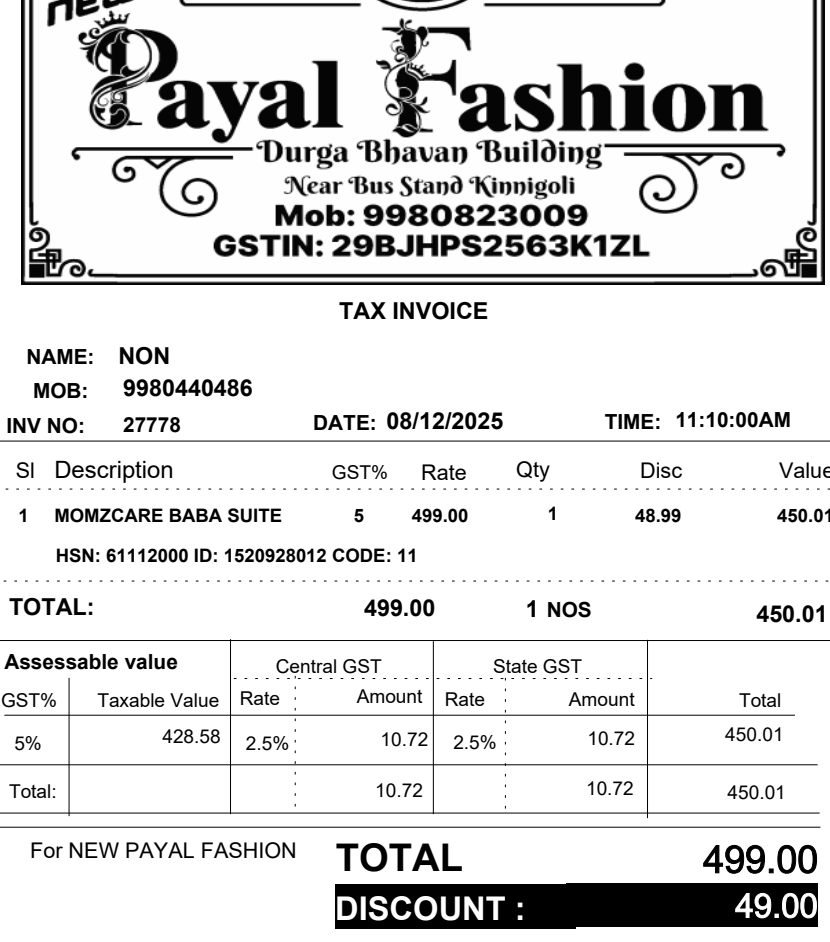 new
Payal Fashion
Durga Bhavan Building
Near Bus Stand Kinnigoli
Mob: 9980823009
GSTIN: 29BJHPS2563K1ZL
TAX INVOICE
NAME: NON
MOB: 9980440486
INV NO: 27778 DATE: 08/12/2025 TIME: 11:10:00AM
Sl Description GST% Rate Qty Disc Value
1 MOMZCARE BABA SUITE 5 499.00 1 48.99 450.01
HSN: 61112000 ID: 1520928012 CODE: 11
TOTAL: 499.00 1 NOS 450.01
Assessable value Central GST State GST
GST% Taxable Value Rate Amount Rate Amount Total
5% 428.58 2.5% 10.72 2.5% 10.72 450.01
Total: 10.72 10.72 450.01
For NEW PAYAL FASHION TOTAL 499.00
DISCOUNT : 49.00